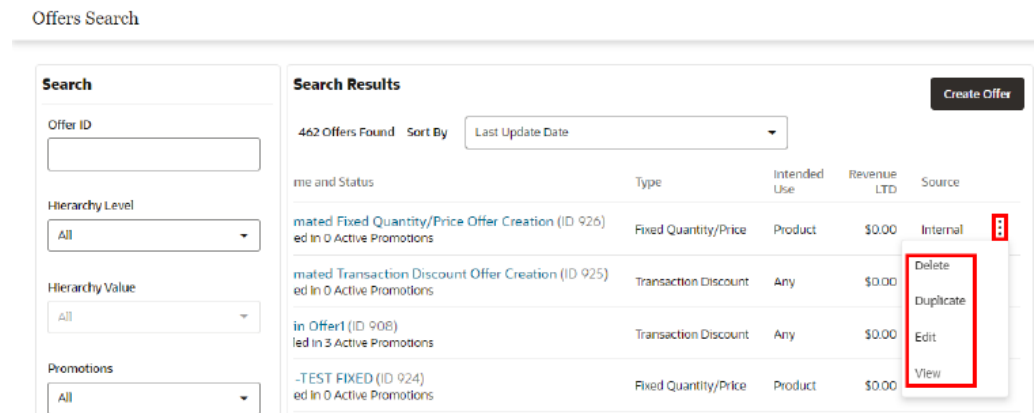 Offers Search
Search
Offer ID
Hierarchy Level
All
Hierarchy Value
All
Promotions
All
Search Results
Create Offer
462 Offers Found Sort By Last Update Date
me and Status Type Intended Use Revenue LTD Source
mated Fixed Quantity/Price Offer Creation (ID 926)
ed in 0 Active Promotions
Fixed Quantity/Price Product $0.00 Internal
mated Transaction Discount Offer Creation (ID 925)
ed in 0 Active Promotions
Transaction Discount Any $0.00
in Offer1 (ID 908)
led in 3 Active Promotions
Transaction Discount Any $0.00
-TEST FIXED (ID 924)
ed in 0 Active Promotions
Fixed Quantity/Price Product $0.00
Delete
Duplicate
Edit
View